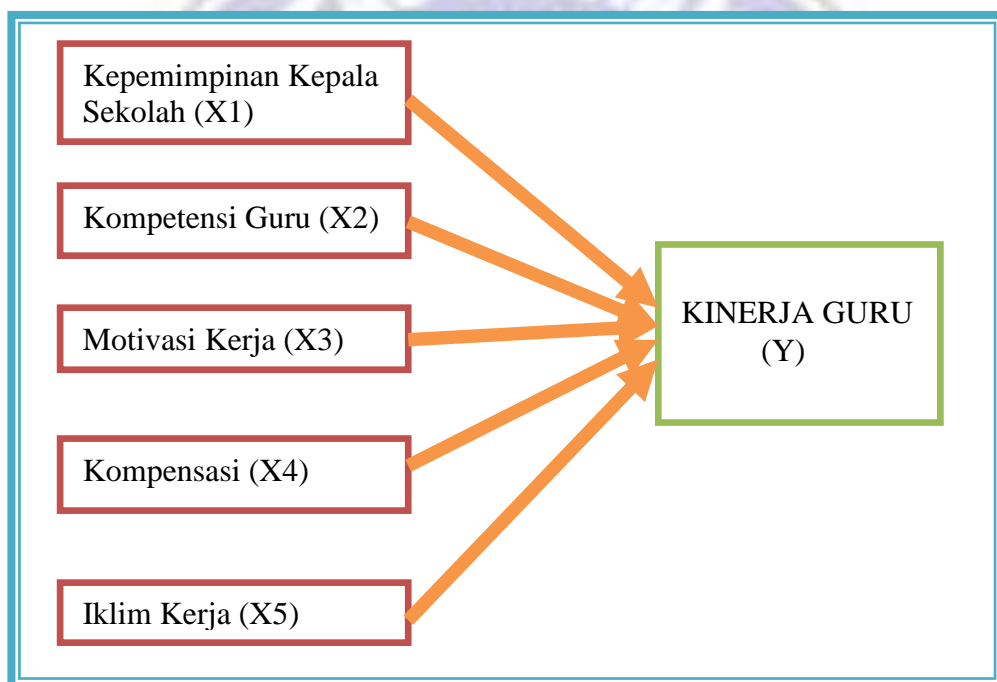 Kepemimpinan Kepala
Sekolah (X1)
Kompetensi Guru (X2)
Motivasi Kerja (X3)
Kompensasi (X4)
Iklim Kerja (X5)
KINERJA GURU
(Y)